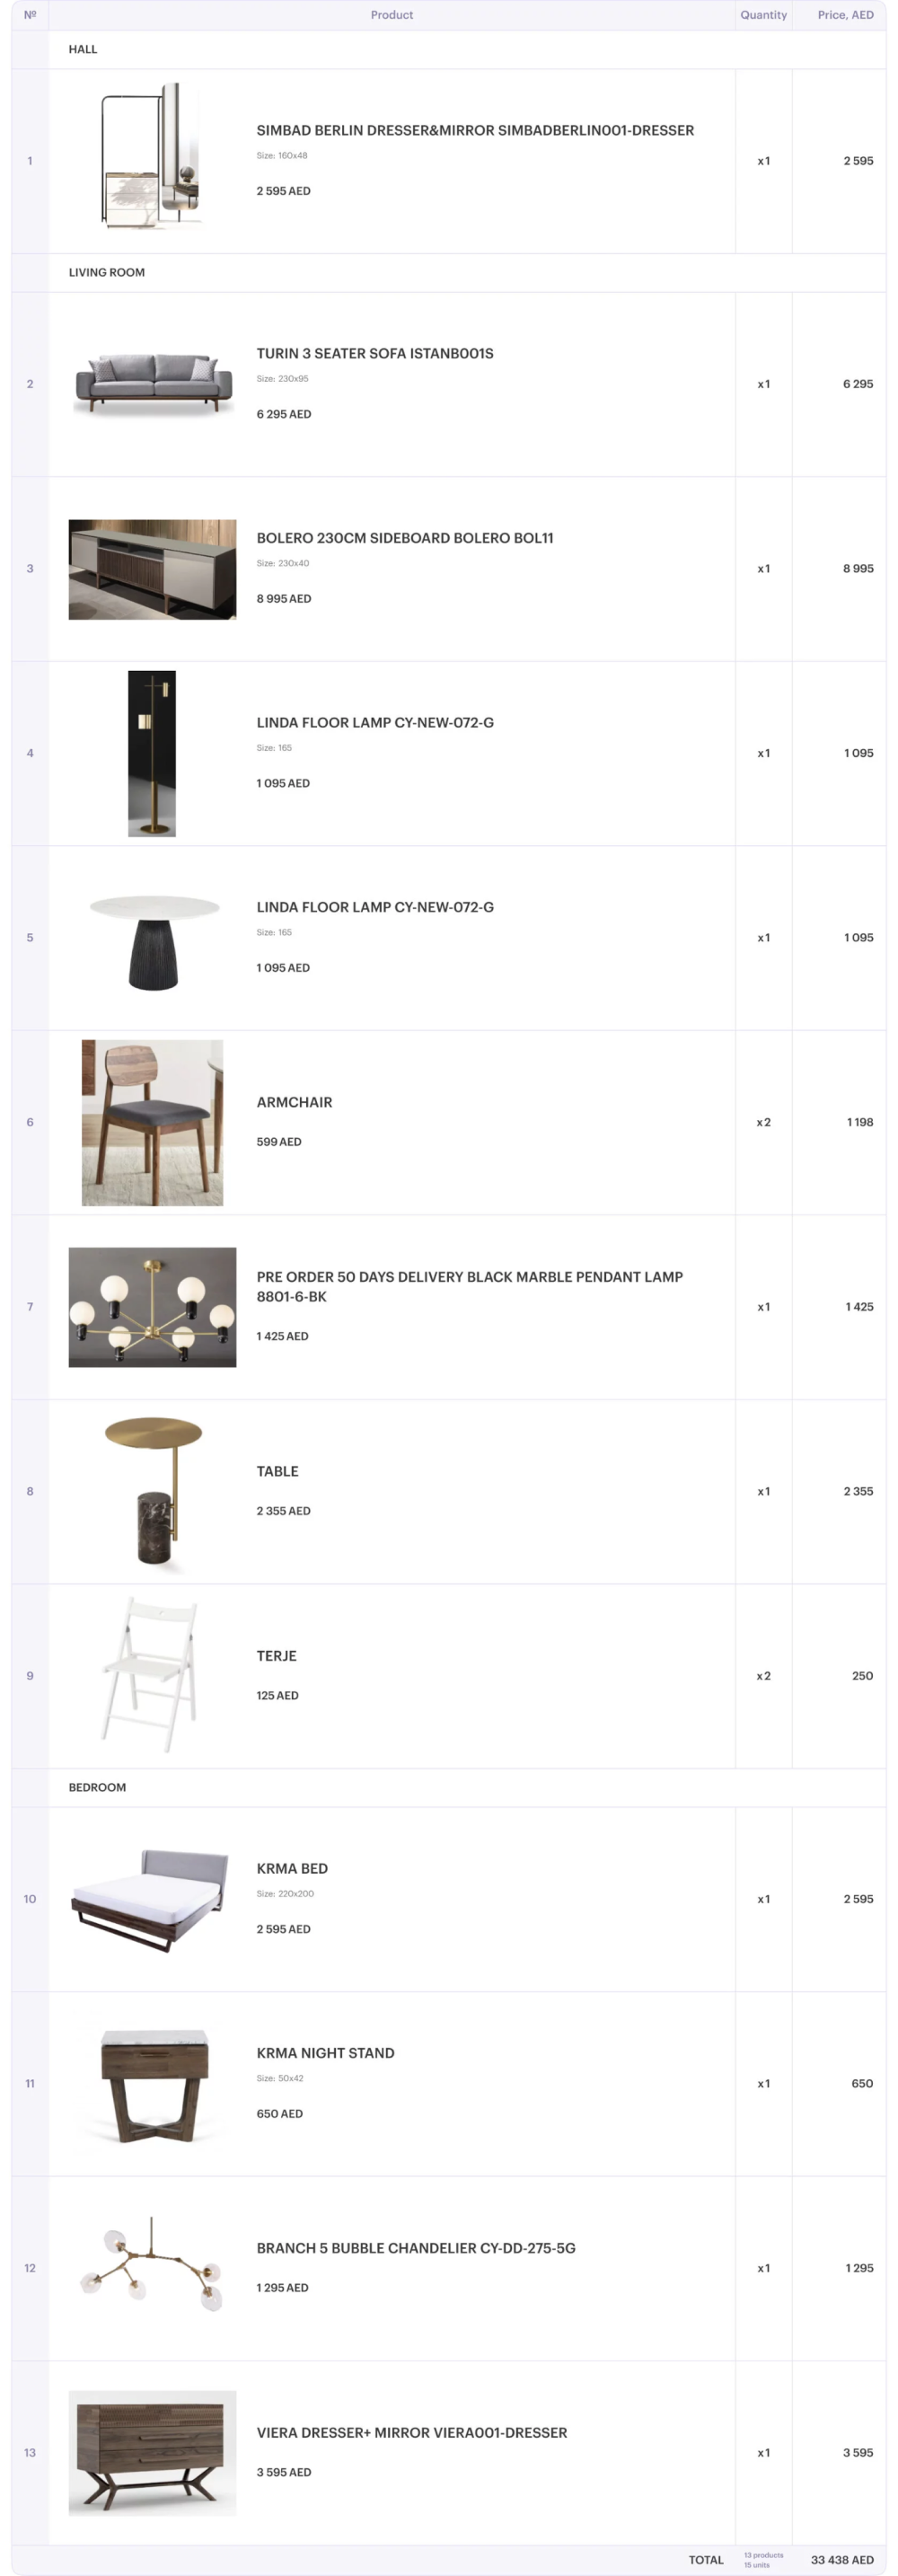 Nº Product Quantity Price, AED
HALL
SIMBAD BERLIN DRESSER&MIRROR SIMBADBERLIN001-DRESSER
Size: 160x48
1 x1 2 595
2 595 AED
LIVING ROOM
TURIN 3 SEATER SOFA ISTANB001S
Size: 230x95
2 x1 6 295
6 295 AED
BOLERO 230CM SIDEBOARD BOLERO BOL11
Size: 230x40
3 x1 8 995
8 995 AED
LINDA FLOOR LAMP CY-NEW-072-G
Size: 165
4 x1 1 095
1 095 AED
LINDA FLOOR LAMP CY-NEW-072-G
Size: 165
5 x1 1 095
1 095 AED
ARMCHAIR
6 x2 1 198
599 AED
PRE ORDER 50 DAYS DELIVERY BLACK MARBLE PENDANT LAMP
8801-6-BK
7 x1 1 425
1 425 AED
TABLE
8 x1 2 355
2 355 AED
TERJE
9 x2 250
125 AED
BEDROOM
KRMA BED
Size: 220x200
10 x1 2 595
2 595 AED
KRMA NIGHT STAND
Size: 50x42
11 x1 650
650 AED
BRANCH 5 BUBBLE CHANDELIER CY-DD-275-5G
12 x1 1 295
1 295 AED
VIERA DRESSER+ MIRROR VIERA001-DRESSER
13 x1 3 595
3 595 AED
TOTAL 13 products 33 438 AED
15 units